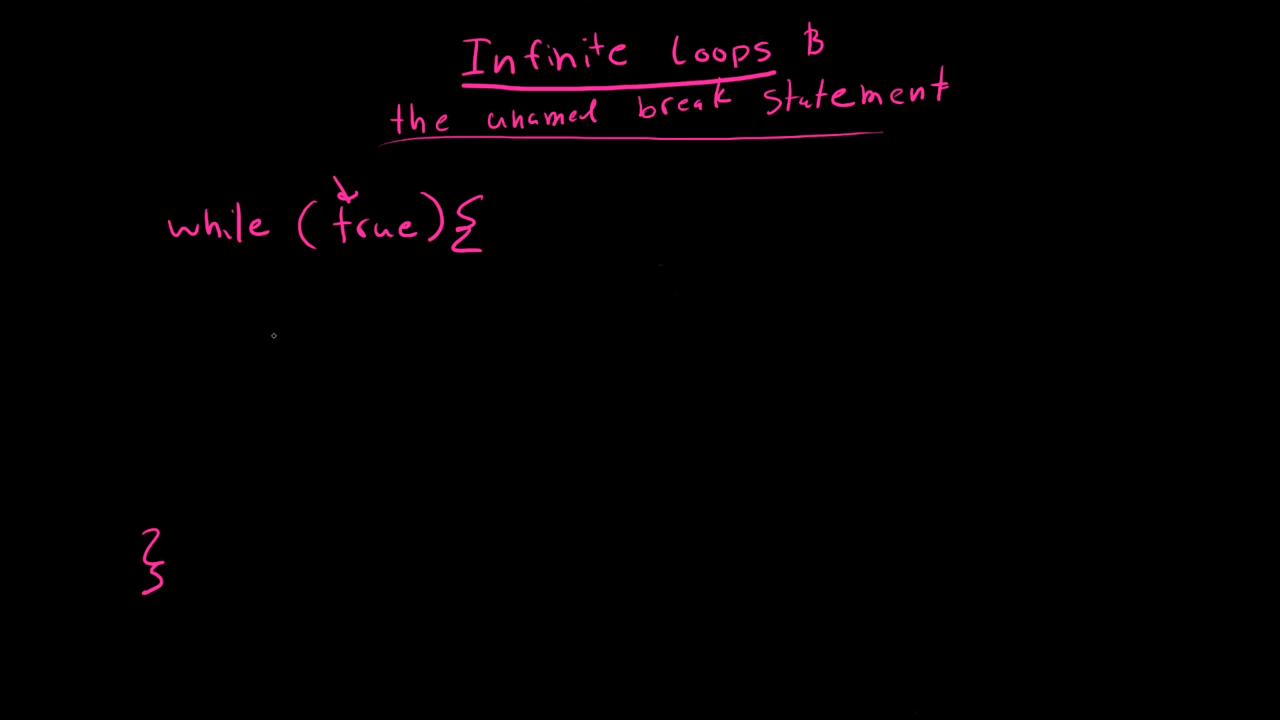 Infinite loops &
the unamed break statement
while (true){
}